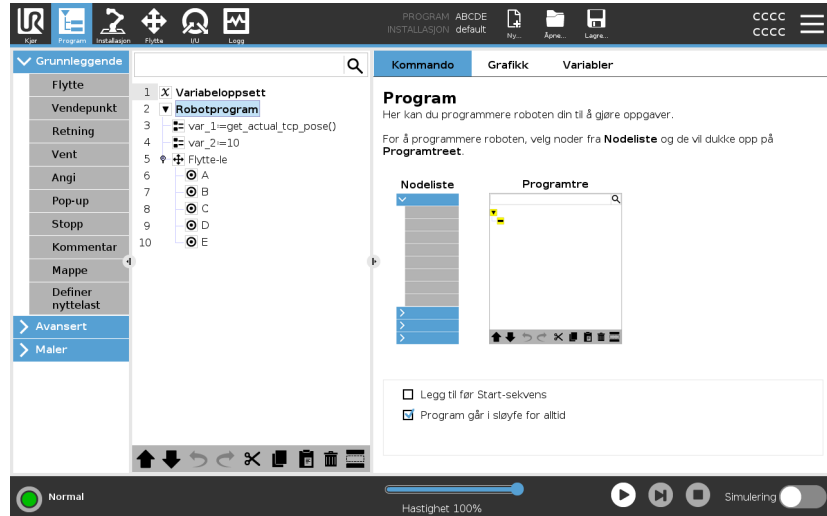 UR
Kjør
Program
Installasjon
Flytte
I/U
Logg
PROGRAM ABCDE
INSTALLASJON default
Ny...
Åpne...
Lagre...
cccc
cccc
Grunnleggende
Flytte
Vendepunkt
Retning
Vent
Angi
Pop-up
Stopp
Kommentar
Mappe
Definer
nyttelast
Avansert
Maler
1 X Variabeloppsett
2 Robotprogram
3 var_1:=get_actual_tcp_pose()
4 var_2:=10
5 Flytte-le
6 A
7 B
8 C
9 D
10 E
Kommando Grafikk Variabler
Program
Her kan du programmere roboten din til å gjøre oppgaver.
For å programmere roboten, velg noder fra Nodeliste og de vil dukke opp på
Programtreet.
Nodeliste Programtre
Legg til før Start-sekvens
Program går i sløyfe for alltid
Normal
Hastighet 100%
Simulering